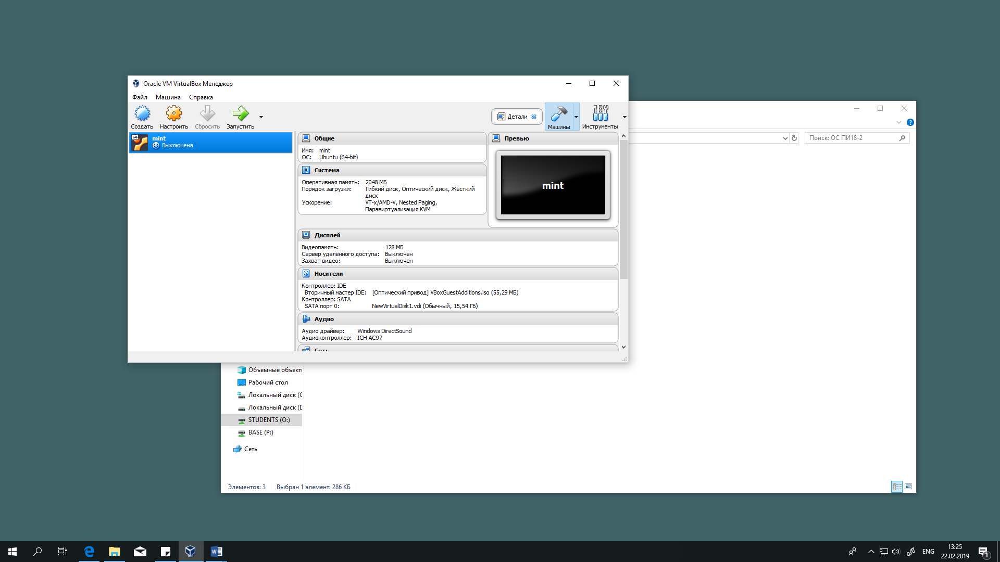 Oracle VM VirtualBox Менеджер
Файл Машина Справка
Создать Настроить Сбросить Запустить
Детали Машины Инструменты
64 mint
Выключена
Общие
Имя: mint
ОС: Ubuntu (64-bit)
Система
Оперативная память: 2048 МБ
Порядок загрузки: Гибкий диск, Оптический диск, Жёсткий
диск
Ускорение: VT-x/AMD-V, Nested Paging,
Паравиртуализация KVM
Превью
mint
Дисплей
Видеопамять: 128 МБ
Сервер удалённого доступа: Выключен
Захват видео: Выключен
Носители
Контроллер: IDE
Вторичный мастер IDE: [Оптический привод] VBoxGuestAdditions.iso (55,29 МБ)
Контроллер: SATA
SATA порт 0: NewVirtualDisk1.vdi (Обычный, 15,54 ГБ)
Аудио
Аудио драйвер: Windows DirectSound
Аудиоконтроллер: ICH AC97
Сеть
Поиск: ОС ПИ18-2
Объемные объекты
Рабочий стол
Локальный диск (C
Локальный диск (D
STUDENTS (O:)
BASE (P:)
Сеть
Элементов: 3 Выбран 1 элемент: 286 КБ
ENG
13:25
22.02.2019
1